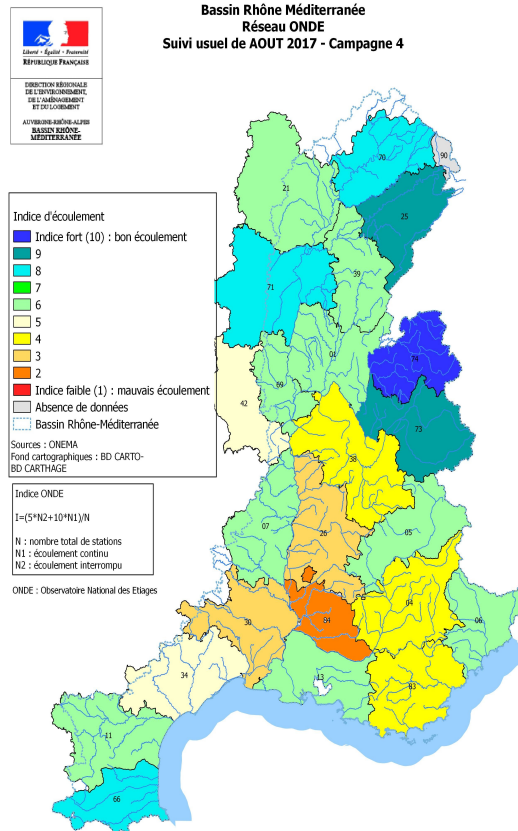 Bassin Rhône Méditerranée
Réseau ONDE
Suivi usuel de AOUT 2017 - Campagne 4
Liberté • Égalité • Fraternité
RÉPUBLIQUE FRANÇAISE
DIRECTION RÉGIONALE
DE L'ENVIRONNEMENT,
DE L'AMÉNAGEMENT
ET DU LOGEMENT
AUVERGNE-RHÔNE-ALPES
BASSIN RHÔNE-
MÉDITERRANÉE
Indice d'écoulement
Indice fort (10) : bon écoulement
9
8
7
6
5
4
3
2
Indice faible (1) : mauvais écoulement
Absence de données
Bassin Rhône-Méditerranée
Sources : ONEMA
Fond cartographiques : BD CARTO-
BD CARTHAGE
Indice ONDE
I=(5*N2+10*N1)/N
N : nombre total de stations
N1 : écoulement continu
N2 : écoulement interrompu
ONDE : Observatoire National des Etiages
70
90
21
25
39
71
01
74
42
69
73
38
07
26
05
30
84
04
06
34
13
83
11
66